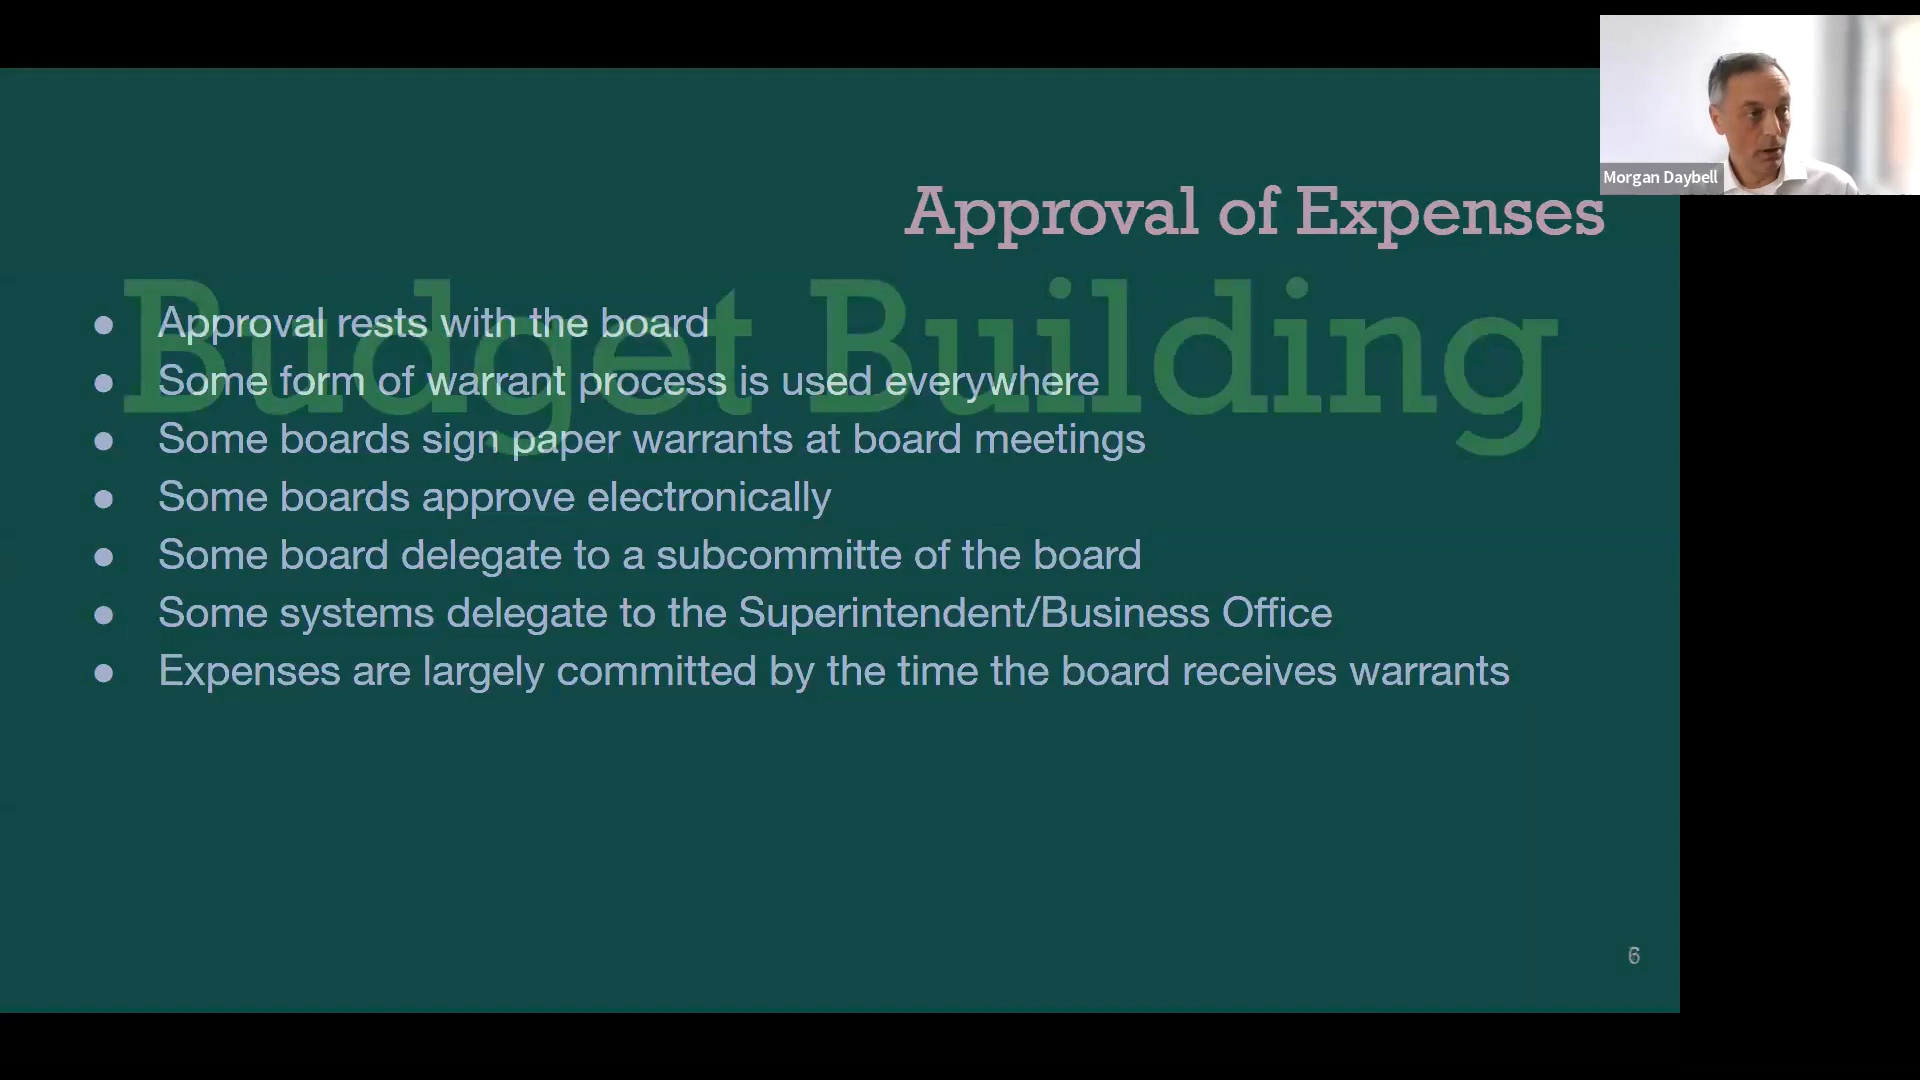 Morgan Daybell
Approval of Expenses
Budget Building
● Approval rests with the board
● Some form of warrant process is used everywhere
● Some boards sign paper warrants at board meetings
● Some boards approve electronically
● Some board delegate to a subcommitte of the board
● Some systems delegate to the Superintendent/Business Office
● Expenses are largely committed by the time the board receives warrants
6